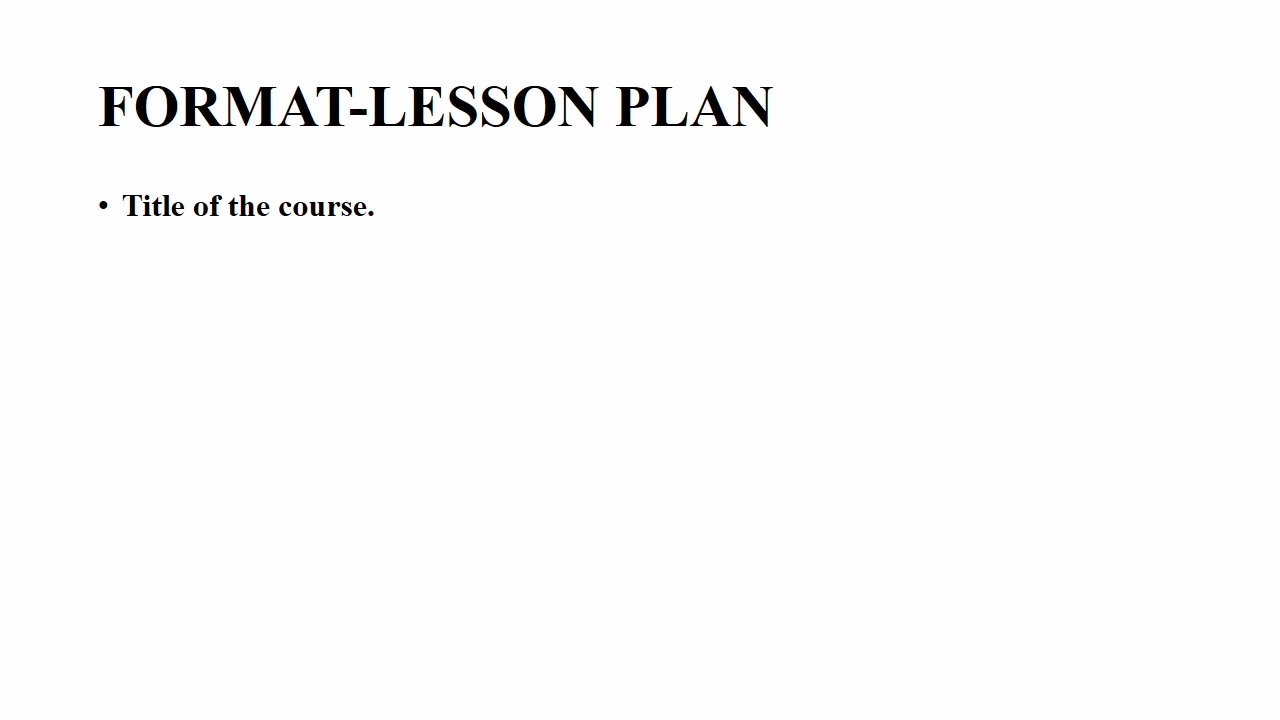 FORMAT-LESSON PLAN
• Title of the course.